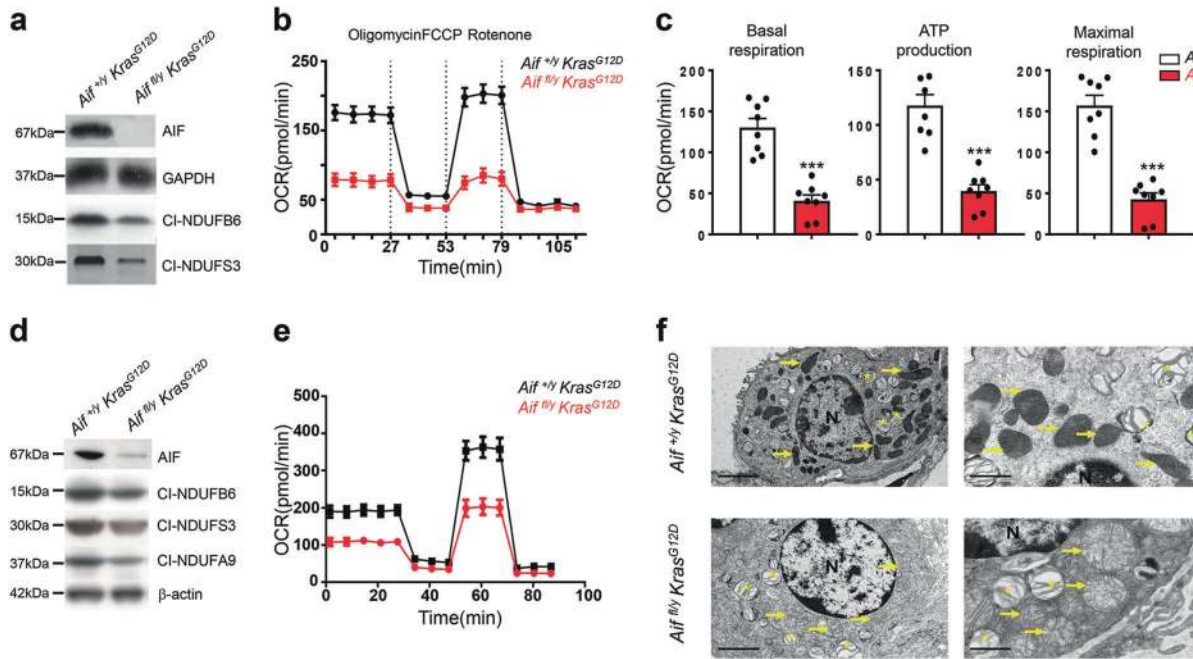 a
Aif +/y KrasG12D
Aif fl/y KrasG12D
67kDa
AIF
37kDa
GAPDH
15kDa
CI-NDUFB6
30kDa
CI-NDUFS3
b
OligomycinFCCP Rotenone
Aif +/y KrasG12D
Aif fl/y KrasG12D
OCR(pmol/min)
250
150
50
0
27
53
79
105
Time(min)
c
Basal respiration
ATP production
Maximal respiration
OCR(pmol/min)
200
150
100
50
0
***
150
100
50
0
***
200
150
100
50
0
***
A
A
d
Aif +/y KrasG12D
Aif fl/y KrasG12D
67kDa
AIF
15kDa
CI-NDUFB6
30kDa
CI-NDUFS3
37kDa
CI-NDUFA9
42kDa
β-actin
e
Aif +/y KrasG12D
Aif fl/y KrasG12D
OCR(pmol/min)
400
300
200
100
0
0
20
40
60
80
100
Time(min)
f
Aif +/y KrasG12D
N
N
Aif fl/y KrasG12D
N
N